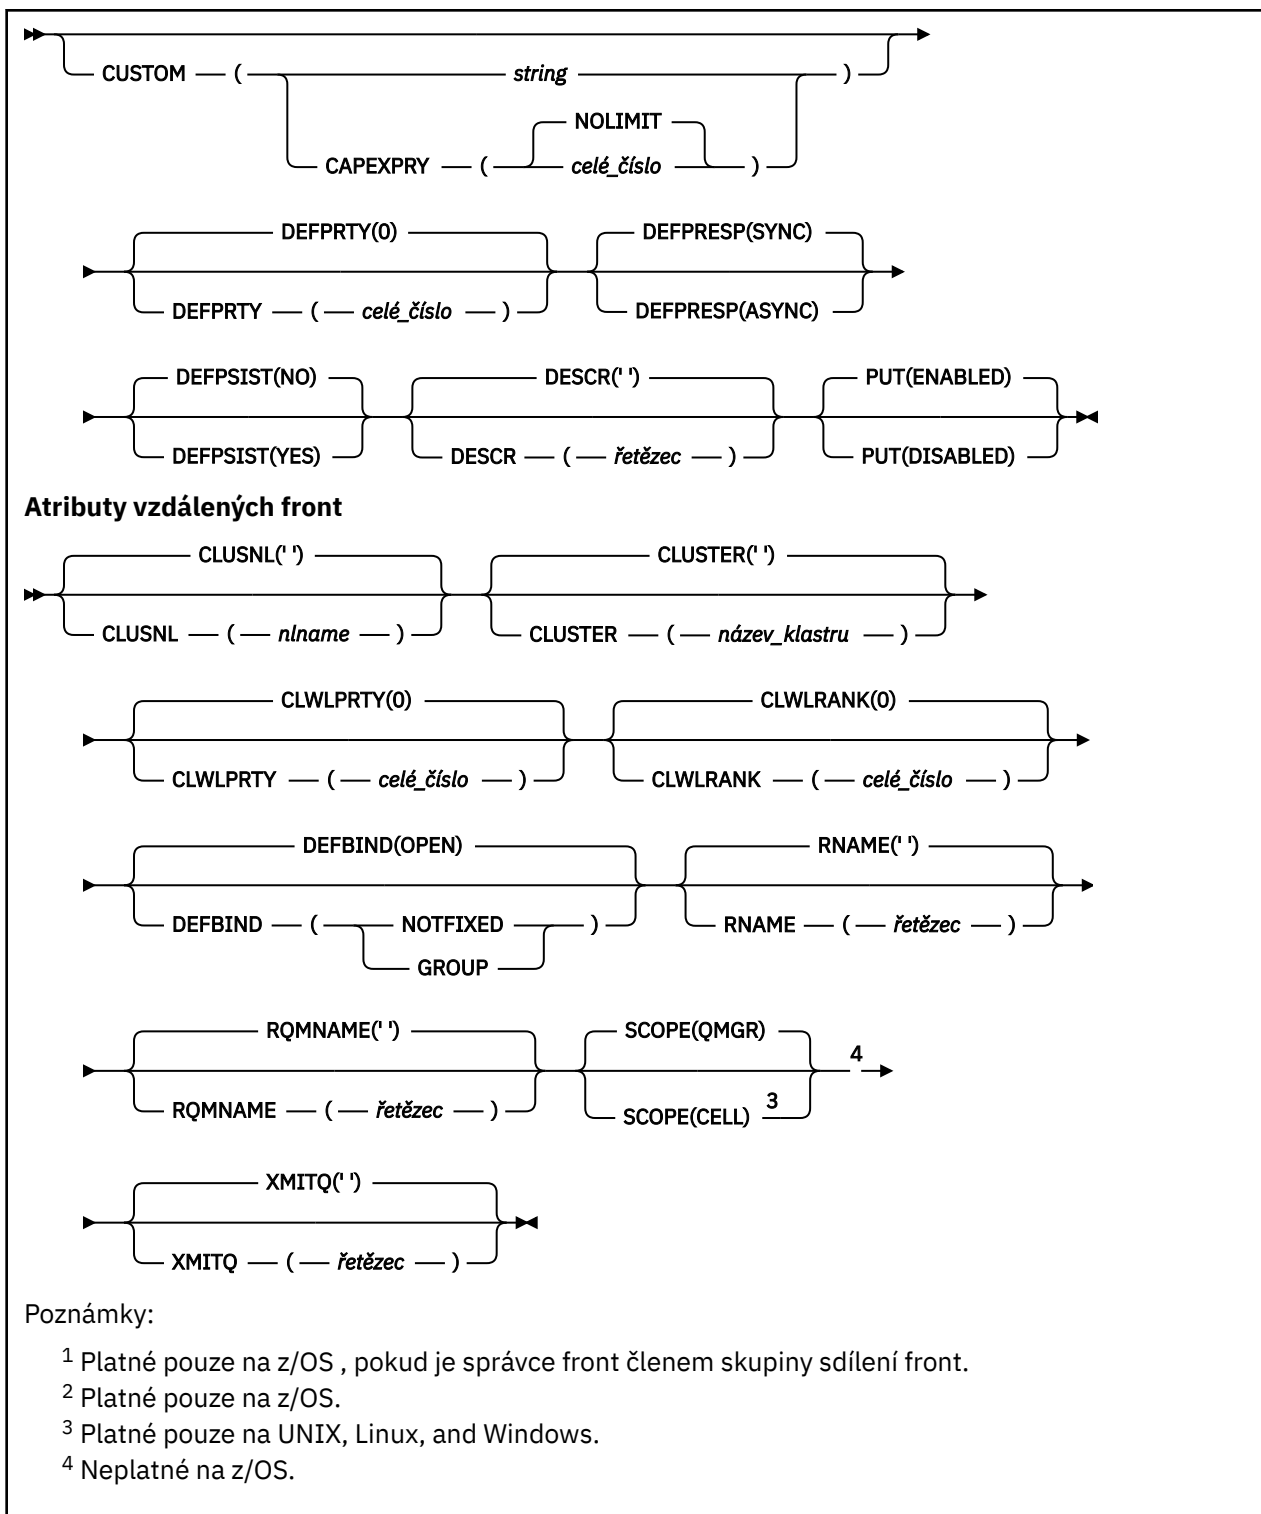 CUSTOM ( string )
NOLIMIT
CAPEXPRY ( celé_číslo )
DEFPRTY(0) DEFPRESP(SYNC)
DEFPRTY ( celé_číslo ) DEFPRESP(ASYNC)
DEFPSIST(NO) DESCR(' ') PUT(ENABLED)
DEFPSIST(YES) DESCR ( řetězec ) PUT(DISABLED)
Atributy vzdálených front
CLUSNL(' ') CLUSTER(' ')
CLUSNL ( nlname ) CLUSTER ( název_klastru )
CLWLPRTY(0) CLWLRANK(0)
CLWLPRTY ( celé_číslo ) CLWLRANK ( celé_číslo )
DEFBIND(OPEN) RNAME(' ')
DEFBIND ( NOTFIXED ) RNAME ( řetězec )
GROUP
RQMNAME(' ') SCOPE(QMGR) 4
RQMNAME ( řetězec ) SCOPE(CELL) 3
XMITQ(' ')
XMITQ ( řetězec )
Poznámky:
1 Platné pouze na z/OS , pokud je správce front členem skupiny sdílení front.
2 Platné pouze na z/OS.
3 Platné pouze na UNIX, Linux, and Windows.
4 Neplatné na z/OS.